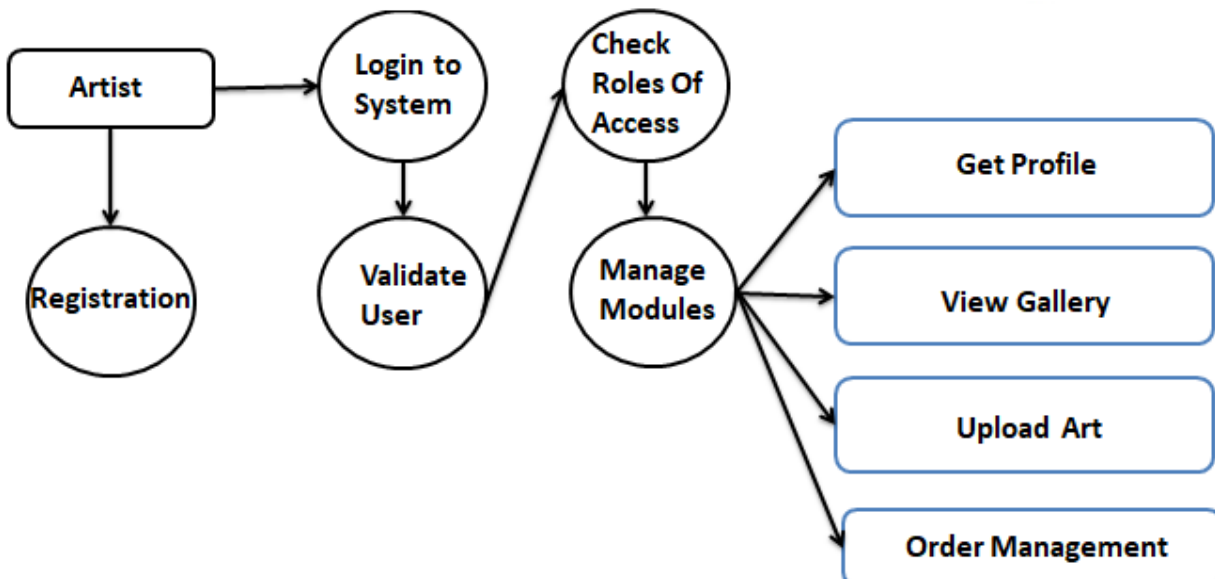 Artist
Login to
System
Check
Roles Of
Access
Registration
Validate
User
Manage
Modules
Get Profile
View Gallery
Upload Art
Order Management